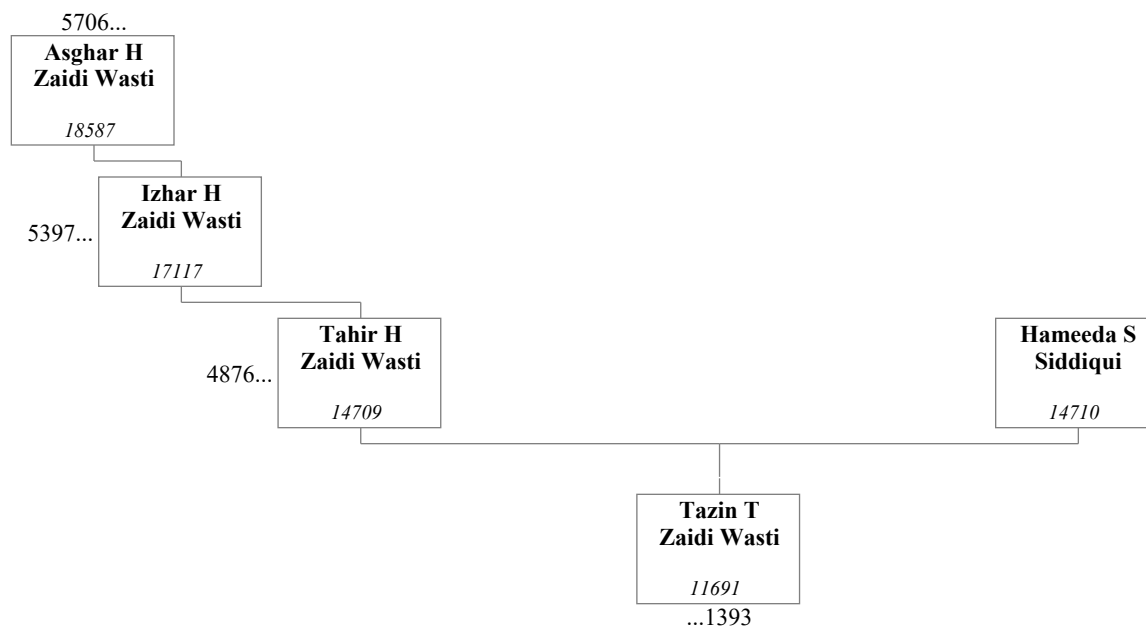 5706...
Asghar H
Zaidi Wasti
18587
Izhar H
Zaidi Wasti
5397...
17117
Tahir H
Zaidi Wasti
4876...
14709
Hameeda S
Siddiqui
14710
Tazin T
Zaidi Wasti
11691
...1393